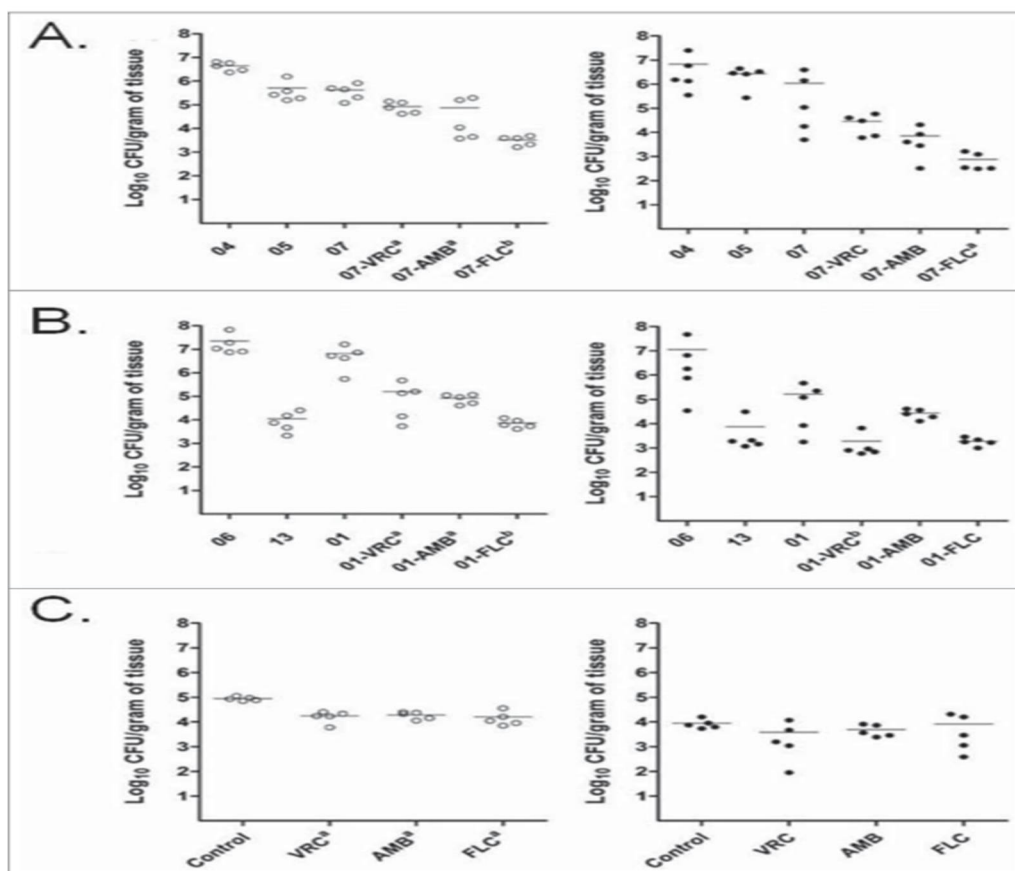 A.
Log10 CFU/gram of tissue
8
7
6
5
4
3
2
1
04
05
07
07-VRCᵃ
07-AMBᵃ
07-FLCᵇ
Log10 CFU/gram of tissue
8
7
6
5
4
3
2
1
04
05
07
07-VRC
07-AMB
07-FLCᵃ
B.
Log10 CFU/gram of tissue
8
7
6
5
4
3
2
1
06
13
01
01-VRCᵃ
01-AMBᵃ
01-FLCᵇ
Log10 CFU/gram of tissue
8
7
6
5
4
3
2
1
06
13
01
01-VRCᵇ
01-AMB
01-FLC
C.
Log10 CFU/gram of tissue
8
7
6
5
4
3
2
1
Control
VRCᵃ
AMBᵃ
FLCᵃ
Log10 CFU/gram of tissue
8
7
6
5
4
3
2
1
Control
VRC
AMB
FLC